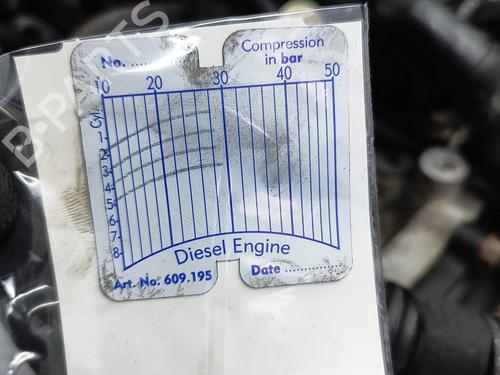 B-PARTS
No. ............
Compression
in bar
10 20 30 40 50
Cyl.
1
2
3
4
5
6
7
8
Diesel Engine
Art. No: 609.195
Date ...............